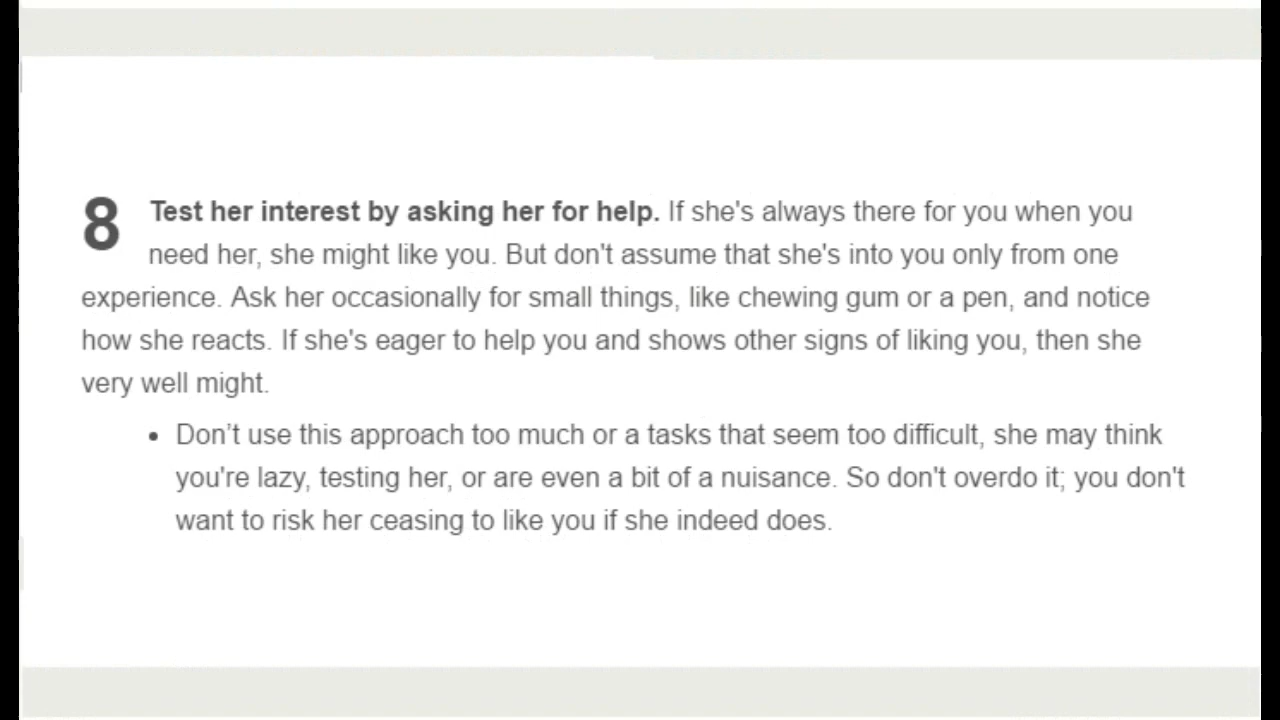 8 Test her interest by asking her for help. If she's always there for you when you
need her, she might like you. But don't assume that she's into you only from one
experience. Ask her occasionally for small things, like chewing gum or a pen, and notice
how she reacts. If she's eager to help you and shows other signs of liking you, then she
very well might.
• Don’t use this approach too much or a tasks that seem too difficult, she may think
you're lazy, testing her, or are even a bit of a nuisance. So don't overdo it; you don't
want to risk her ceasing to like you if she indeed does.